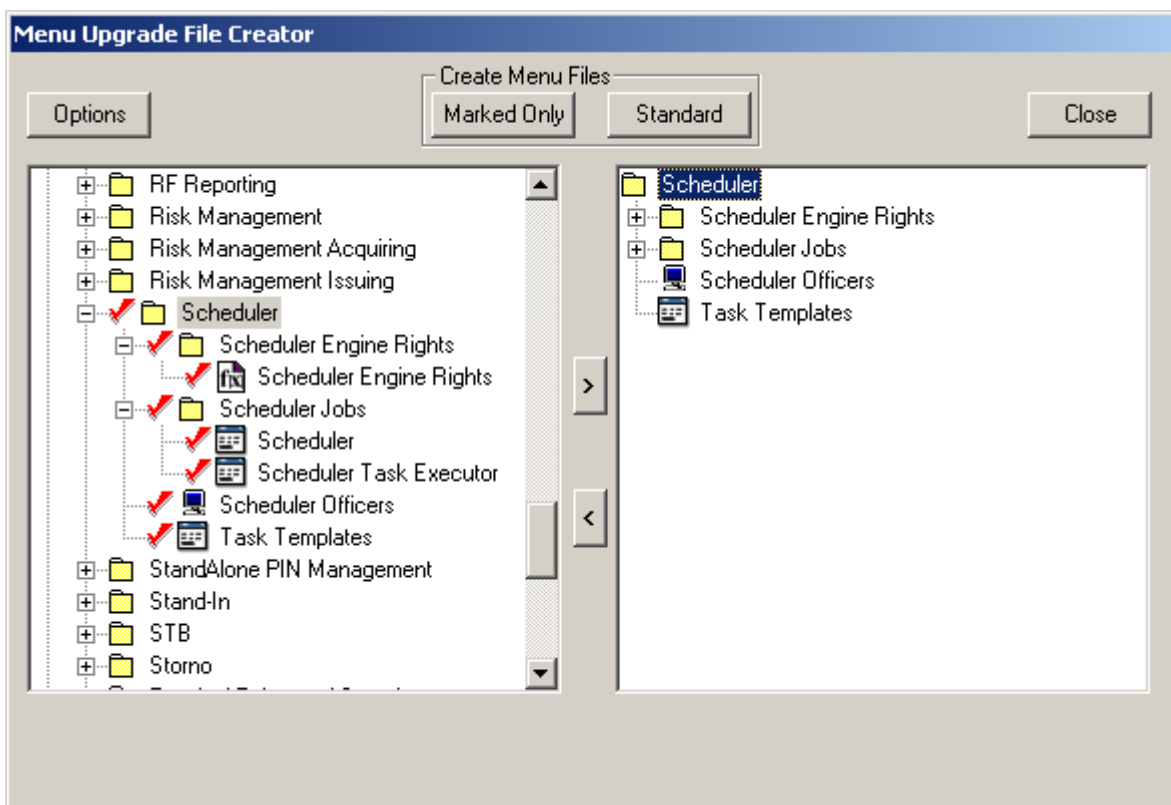 Menu Upgrade File Creator
Create Menu Files
Options
Marked Only
Standard
Close
RF Reporting
Risk Management
Risk Management Acquiring
Risk Management Issuing
Scheduler
Scheduler Engine Rights
Scheduler Engine Rights
Scheduler Jobs
Scheduler
Scheduler Task Executor
Scheduler Officers
Task Templates
StandAlone PIN Management
Stand-In
STB
Storno
>
<
Scheduler
Scheduler Engine Rights
Scheduler Jobs
Scheduler Officers
Task Templates